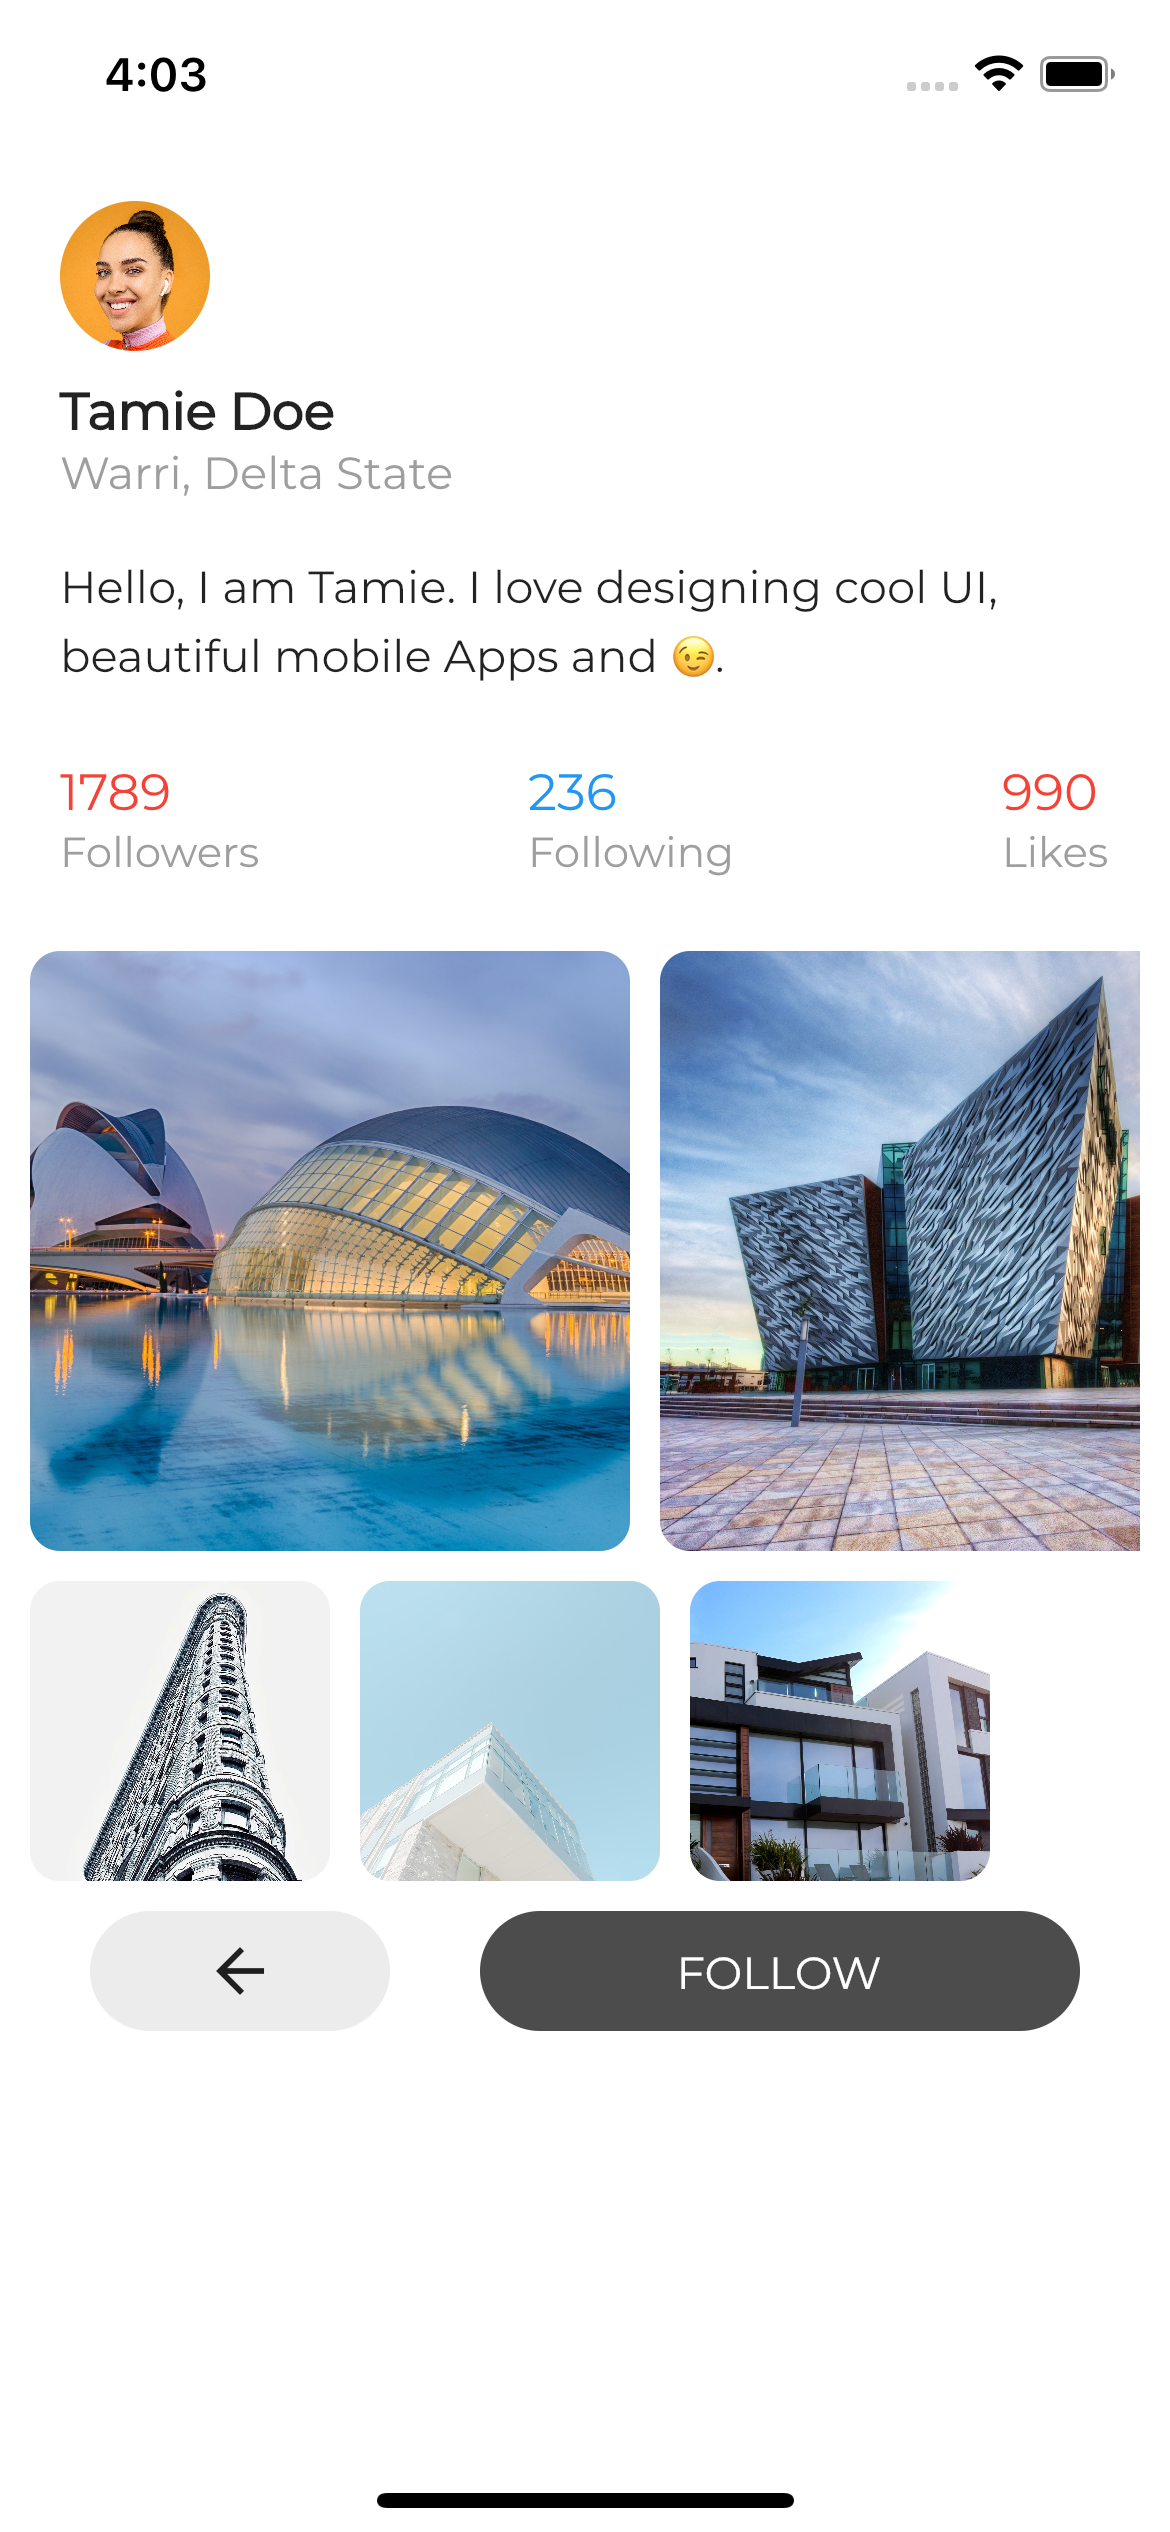 4:03
Tamie Doe
Warri, Delta State
Hello, I am Tamie. I love designing cool UI,
beautiful mobile Apps and 😉.
1789 236 990
Followers Following Likes
FOLLOW